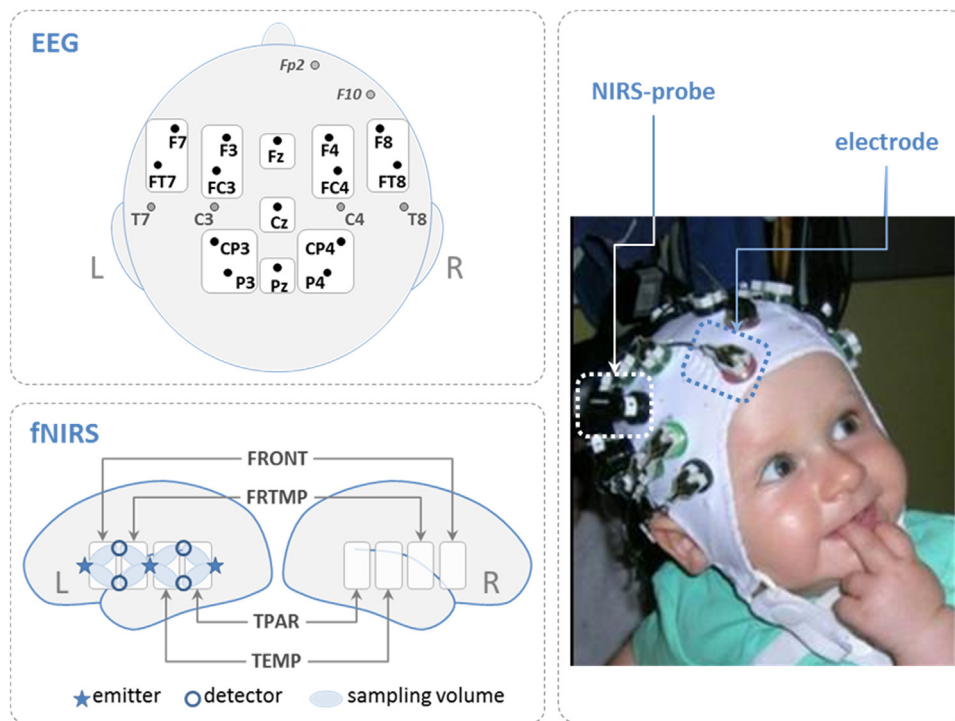 EEG
Fp2
F10
F7 F3 Fz F4 F8
FT7 FC3 FC4 FT8
T7 C3 Cz C4 T8
CP3 CP4
P3 Pz P4
L R
NIRS-probe
electrode
fNIRS
FRONT
FRTMP
L R
TPAR
TEMP
emitter detector sampling volume